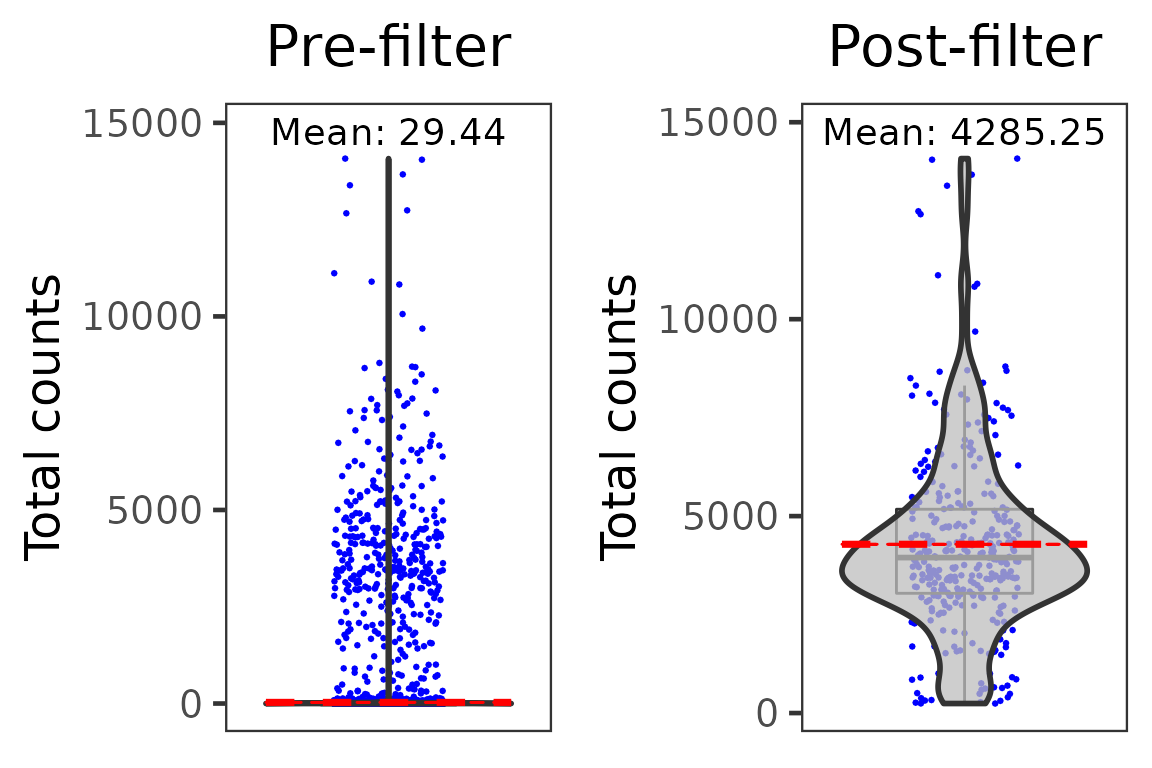 Pre-filter
Mean: 29.44
Total counts
15000
10000
5000
0
Post-filter
Mean: 4285.25
Total counts
15000
10000
5000
0